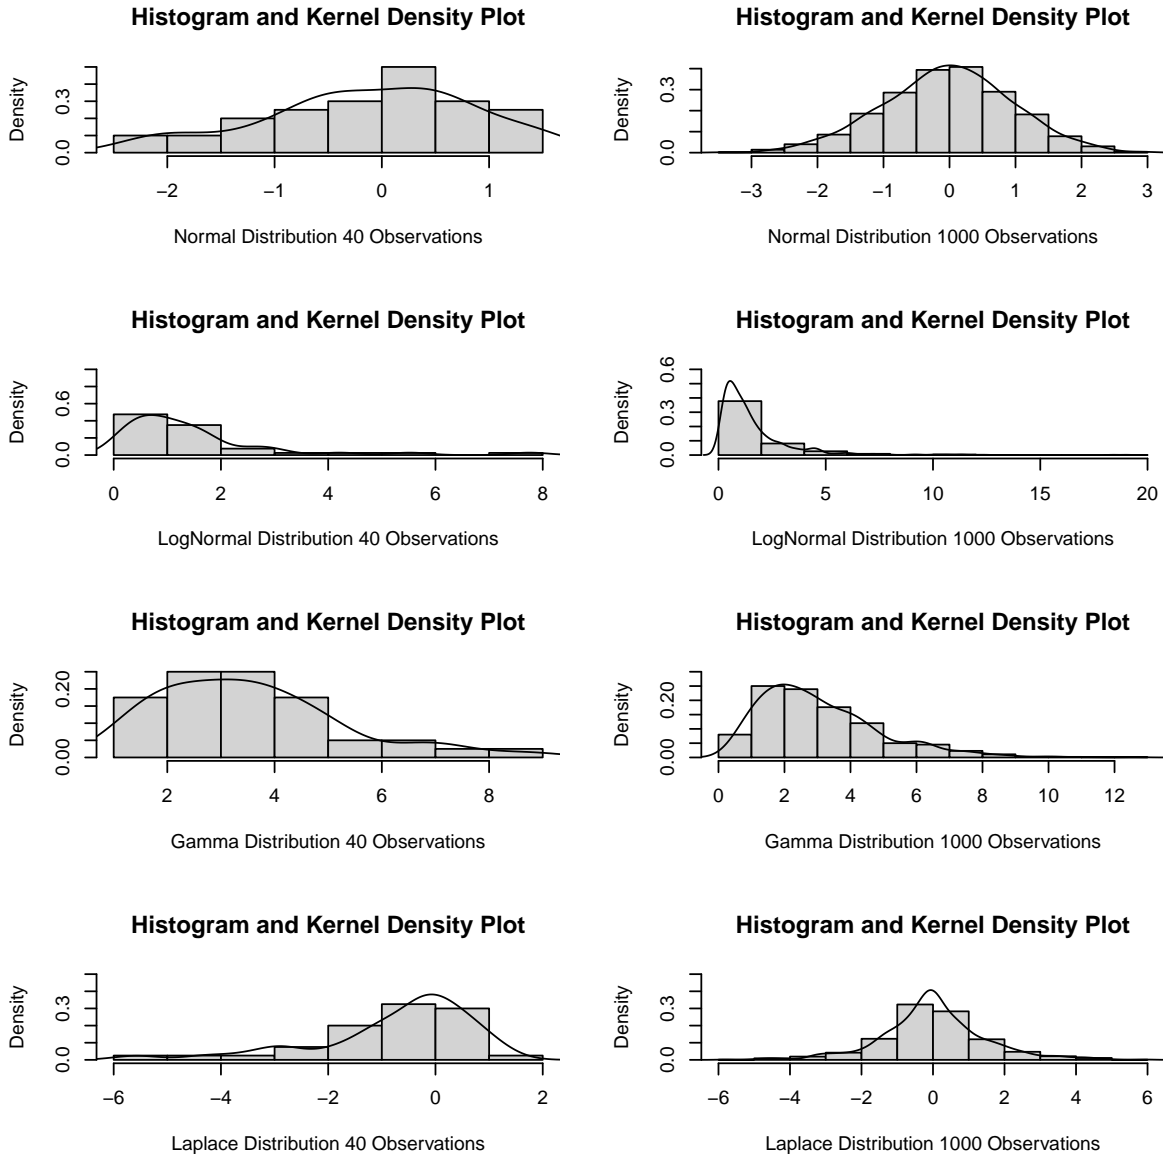 Histogram and Kernel Density Plot
Density
0.0 0.3
−2 −1 0 1
Normal Distribution 40 Observations
Histogram and Kernel Density Plot
Density
0.0 0.3
−3 −2 −1 0 1 2 3
Normal Distribution 1000 Observations
Histogram and Kernel Density Plot
Density
0.0 0.6
0 2 4 6 8
LogNormal Distribution 40 Observations
Histogram and Kernel Density Plot
Density
0.0 0.3 0.6
0 5 10 15 20
LogNormal Distribution 1000 Observations
Histogram and Kernel Density Plot
Density
0.00 0.20
2 4 6 8
Gamma Distribution 40 Observations
Histogram and Kernel Density Plot
Density
0.00 0.20
0 2 4 6 8 10 12
Gamma Distribution 1000 Observations
Histogram and Kernel Density Plot
Density
0.0 0.3
−6 −4 −2 0 2
Laplace Distribution 40 Observations
Histogram and Kernel Density Plot
Density
0.0 0.3
−6 −4 −2 0 2 4 6
Laplace Distribution 1000 Observations